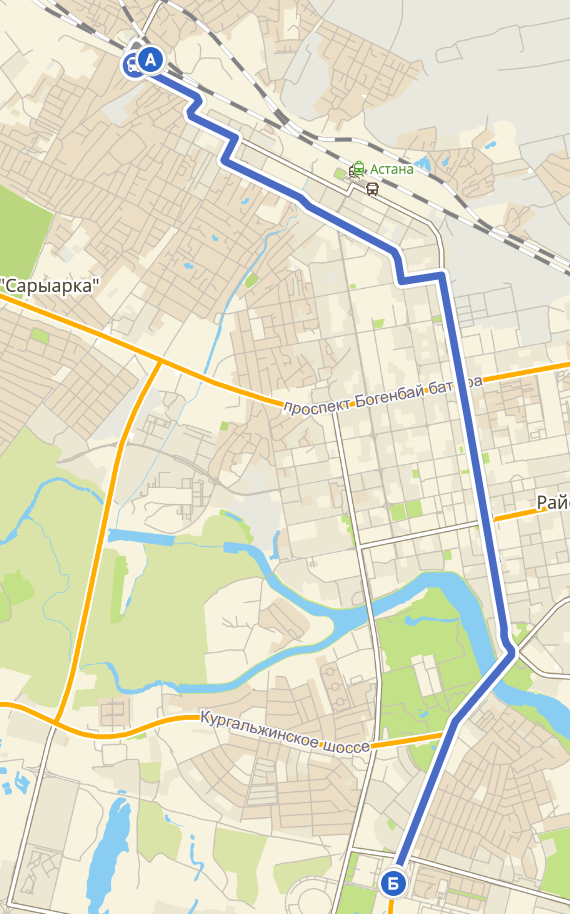 А
Астана
"Сарыарка"
проспект Богенбай батыра
Рай
Кургальжинское шоссе
Б